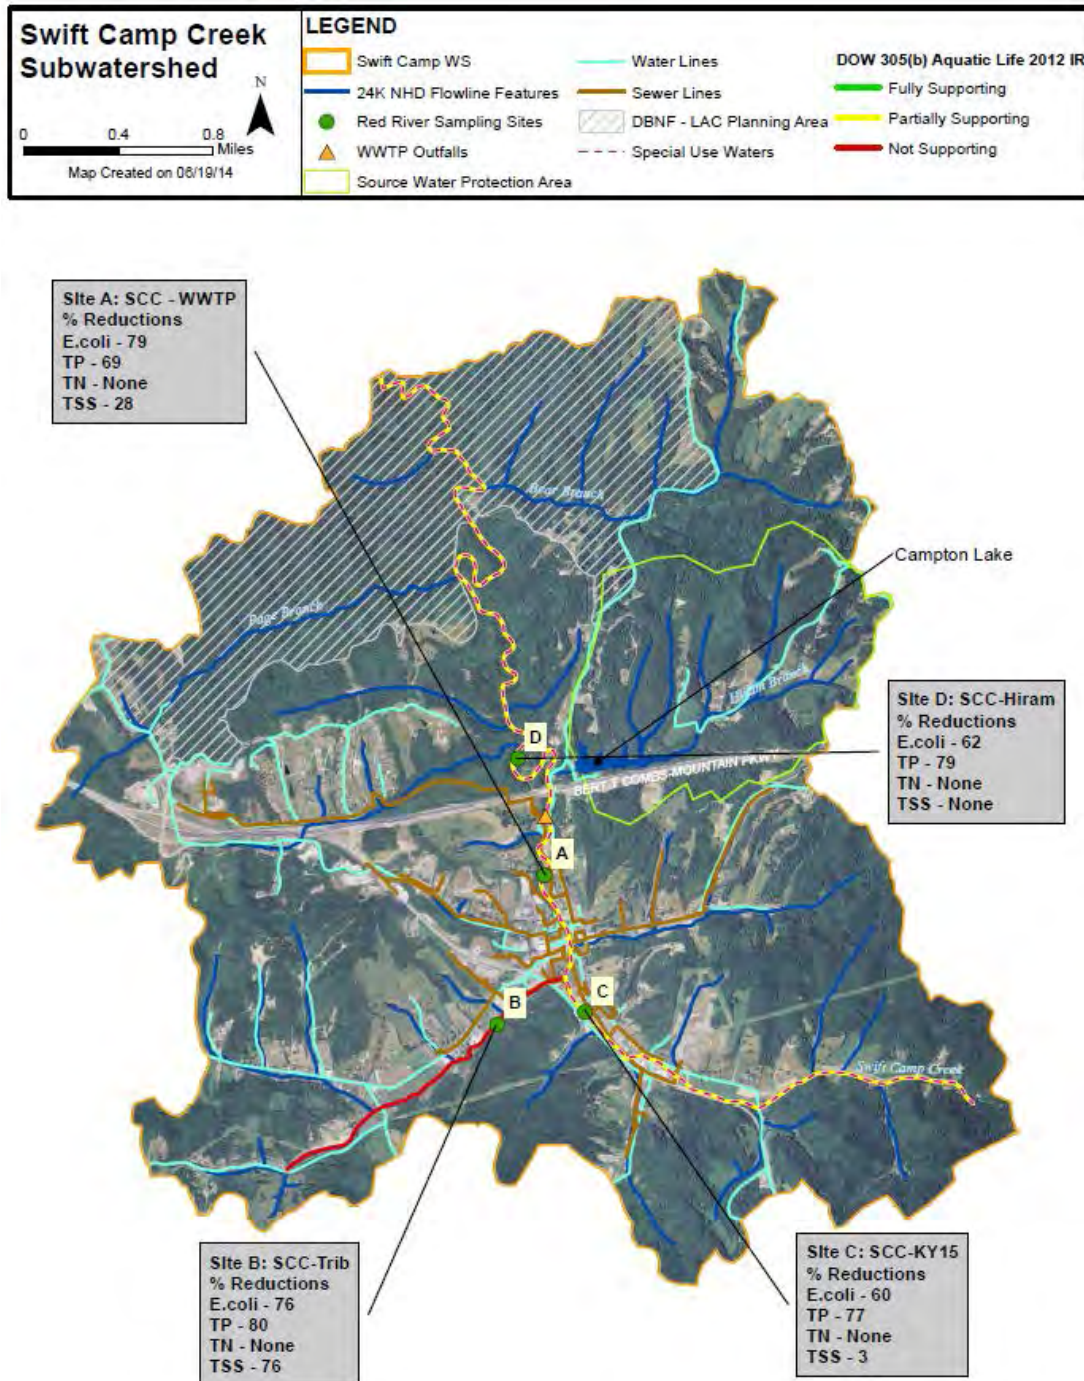 Swift Camp Creek
Subwatershed
N
0 0.4 0.8
Miles
Map Created on 06/19/14
LEGEND
Swift Camp WS
24K NHD Flowline Features
Red River Sampling Sites
WWTP Outfalls
Source Water Protection Area
Water Lines
Sewer Lines
DBNF - LAC Planning Area
Special Use Waters
DOW 305(b) Aquatic Life 2012 IR
Fully Supporting
Partially Supporting
Not Supporting
Site A: SCC - WWTP
% Reductions
E.coli - 79
TP - 69
TN - None
TSS - 28
Bear Branch
Campton Lake
Page Branch
Hiram Branch
Site D: SCC-Hiram
% Reductions
E.coli - 62
TP - 79
TN - None
TSS - None
D
BERT T COMBS-MOUNTAIN PKWY
A
B
C
Swift Camp Creek
Site B: SCC-Trib
% Reductions
E.coli - 76
TP - 80
TN - None
TSS - 76
Site C: SCC-KY15
% Reductions
E.coli - 60
TP - 77
TN - None
TSS - 3